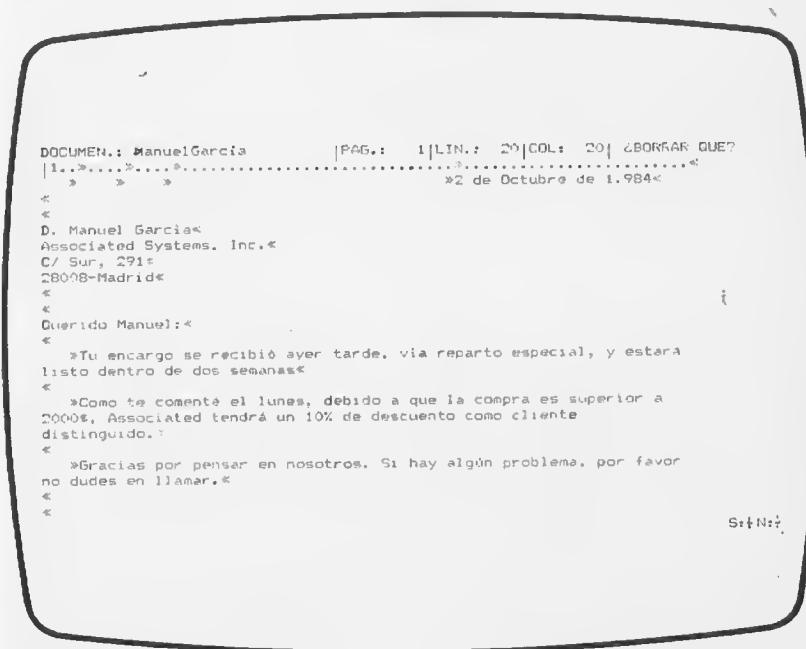 DOCUMEN.: ManuelGarcia |PAG.: 1|LIN.: 20|COL: 20| ¿BORRAR QUE?
|1..»....»....»..................................»..........................«
» » » »2 de Octubre de 1.984«
«
«
D. Manuel Garcia«
Associated Systems. Inc.«
C/ Sur, 291«
28008-Madrid«
«
«
Querido Manuel:«
«
»Tu encargo se recibió ayer tarde. via reparto especial, y estará
listo dentro de dos semanas«
«
»Como te comenté el lunes, debido a que la compra es superior a
2000$, Associated tendrá un 10% de descuento como cliente
distinguido.«
«
»Gracias por pensar en nosotros. Si hay algún problema. por favor
no dudes en llamar.«
«
«